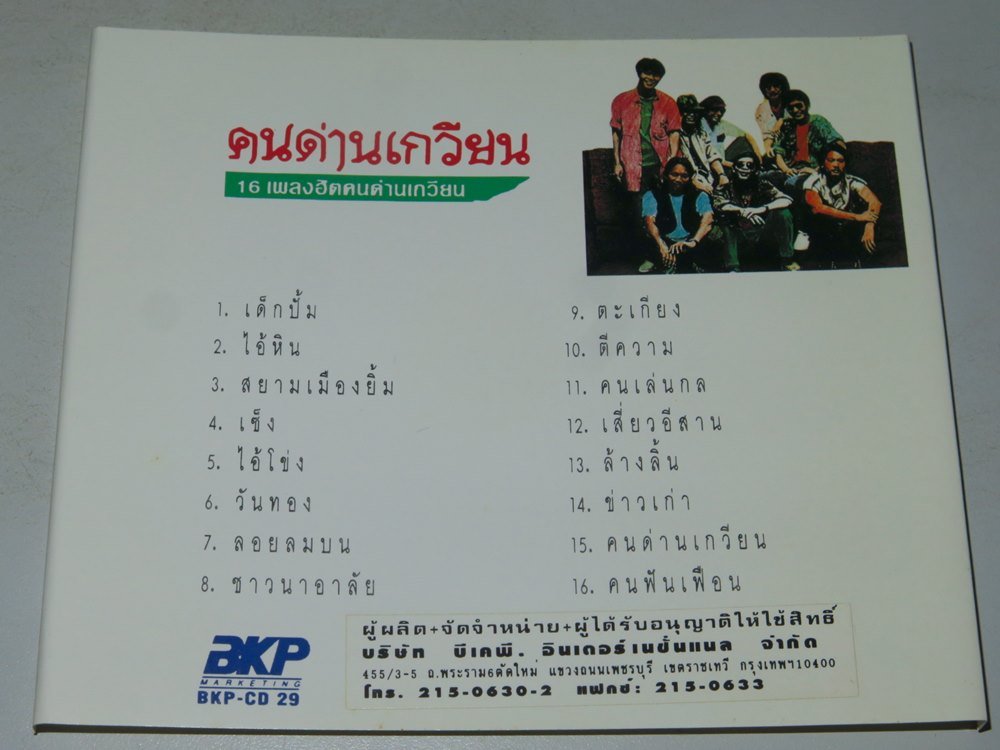 คนด่านเกวียน
16 เพลงฮิตคนด่านเกวียน
1. เด็กปั้ม
2. ไอ้หิน
3. สยามเมืองยิ้ม
4. เซ็ง
5. ไอ้โข่ง
6. วันทอง
7. ลอยลมบน
8. ชาวนาอาลัย
9. ตะเกียง
10. ตีความ
11. คนเล่นกล
12. เสี่ยวอีสาน
13. ล้างลิ้น
14. ข่าวเก่า
15. คนด่านเกวียน
16. คนฟันเฟือน
BKP
MARKETING
BKP-CD 29
ผู้ผลิต+จัดจำหน่าย+ผู้ได้รับอนุญาติให้ใช้สิทธิ์
บริษัท บีเคพี. อินเตอร์เนชั่นแนล จำกัด
455/3-5 ถ.พระราม6ตัดใหม่ แขวงถนนเพชรบุรี เขตราชเทวี กรุงเทพฯ10400
โทร. 215-0630-2 แฟกซ์: 215-0633